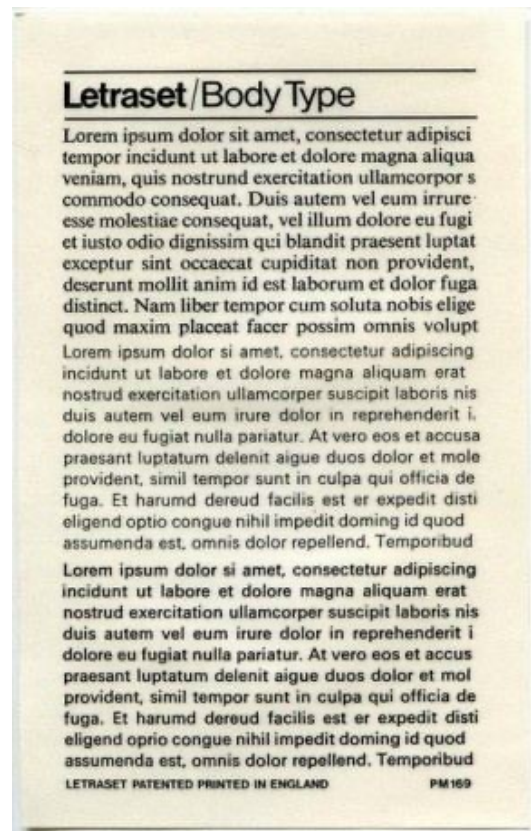 Letraset/Body Type
Lorem ipsum dolor sit amet, consectetur adipisci
tempor incidunt ut labore et dolore magna aliqua
veniam, quis nostrund exercitation ullamcorpor s
commodo consequat. Duis autem vel eum irrure
esse molestiae consequat, vel illum dolore eu fugi
et iusto odio dignissim qui blandit praesent luptat
exceptur sint occaecat cupiditat non provident,
deserunt mollit anim id est laborum et dolor fuga
distinct. Nam liber tempor cum soluta nobis elige
quod maxim placeat facer possim omnis volupt
Lorem ipsum dolor si amet, consectetur adipiscing
incidunt ut labore et dolore magna aliquam erat
nostrud exercitation ullamcorper suscipit laboris nis
duis autem vel eum irure dolor in reprehenderit i.
dolore eu fugiat nulla pariatur. At vero eos et accusa
praesant luptatum delenit aigue duos dolor et mole
provident, simil tempor sunt in culpa qui officia de
fuga. Et harumd dereud facilis est er expedit disti
eligend optio congue nihil impedit doming id quod
assumenda est, omnis dolor repellend. Temporibud
Lorem ipsum dolor si amet, consectetur adipiscing
incidunt ut labore et dolore magna aliquam erat
nostrud exercitation ullamcorper suscipit laboris nis
duis autem vel eum irure dolor in reprehenderit i
dolore eu fugiat nulla pariatur. At vero eos et accus
praesant luptatum delenit aigue duos dolor et mol
provident, simil tempor sunt in culpa qui officia de
fuga. Et harumd dereud facilis est er expedit disti
eligend oprio congue nihil impedit doming id quod
assumenda est, omnis dolor repellend. Temporibud
LETRASET PATENTED PRINTED IN ENGLAND PM169